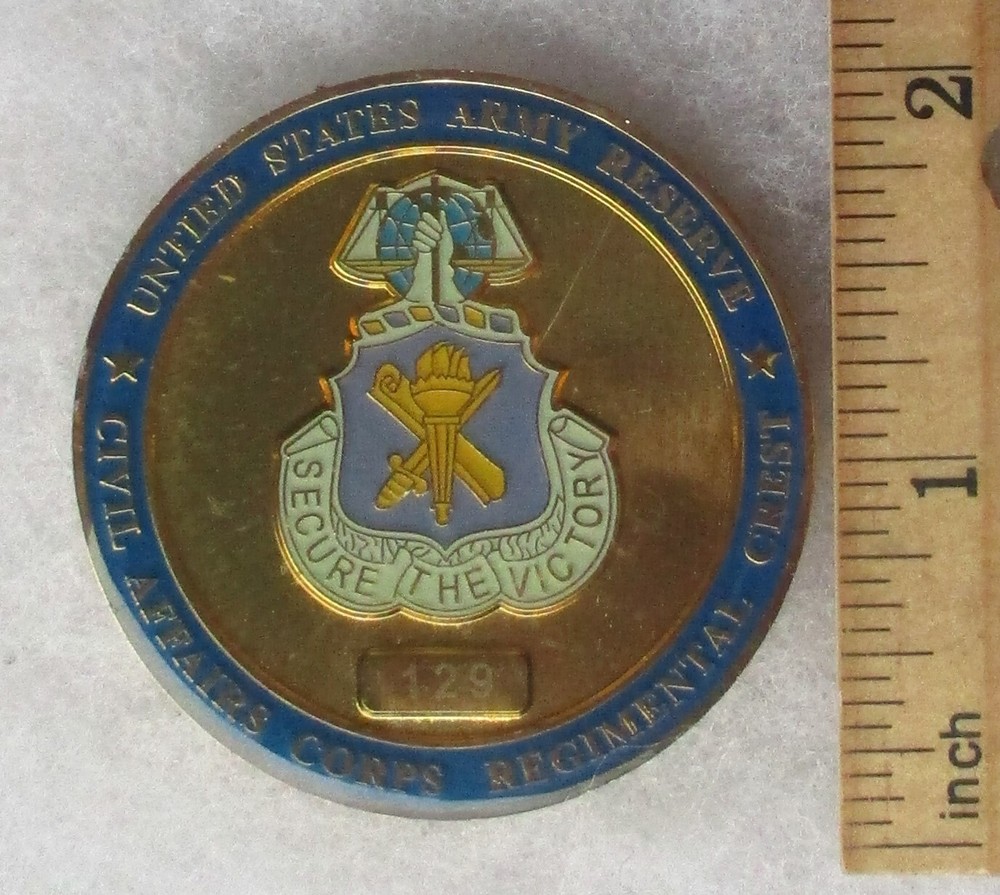 UNTIED STATES ARMY RESERVE
CIVIL AFFAIRS CORPS REGIMENTAL CREST
SECURE THE VICTORY
129
2
1
inch